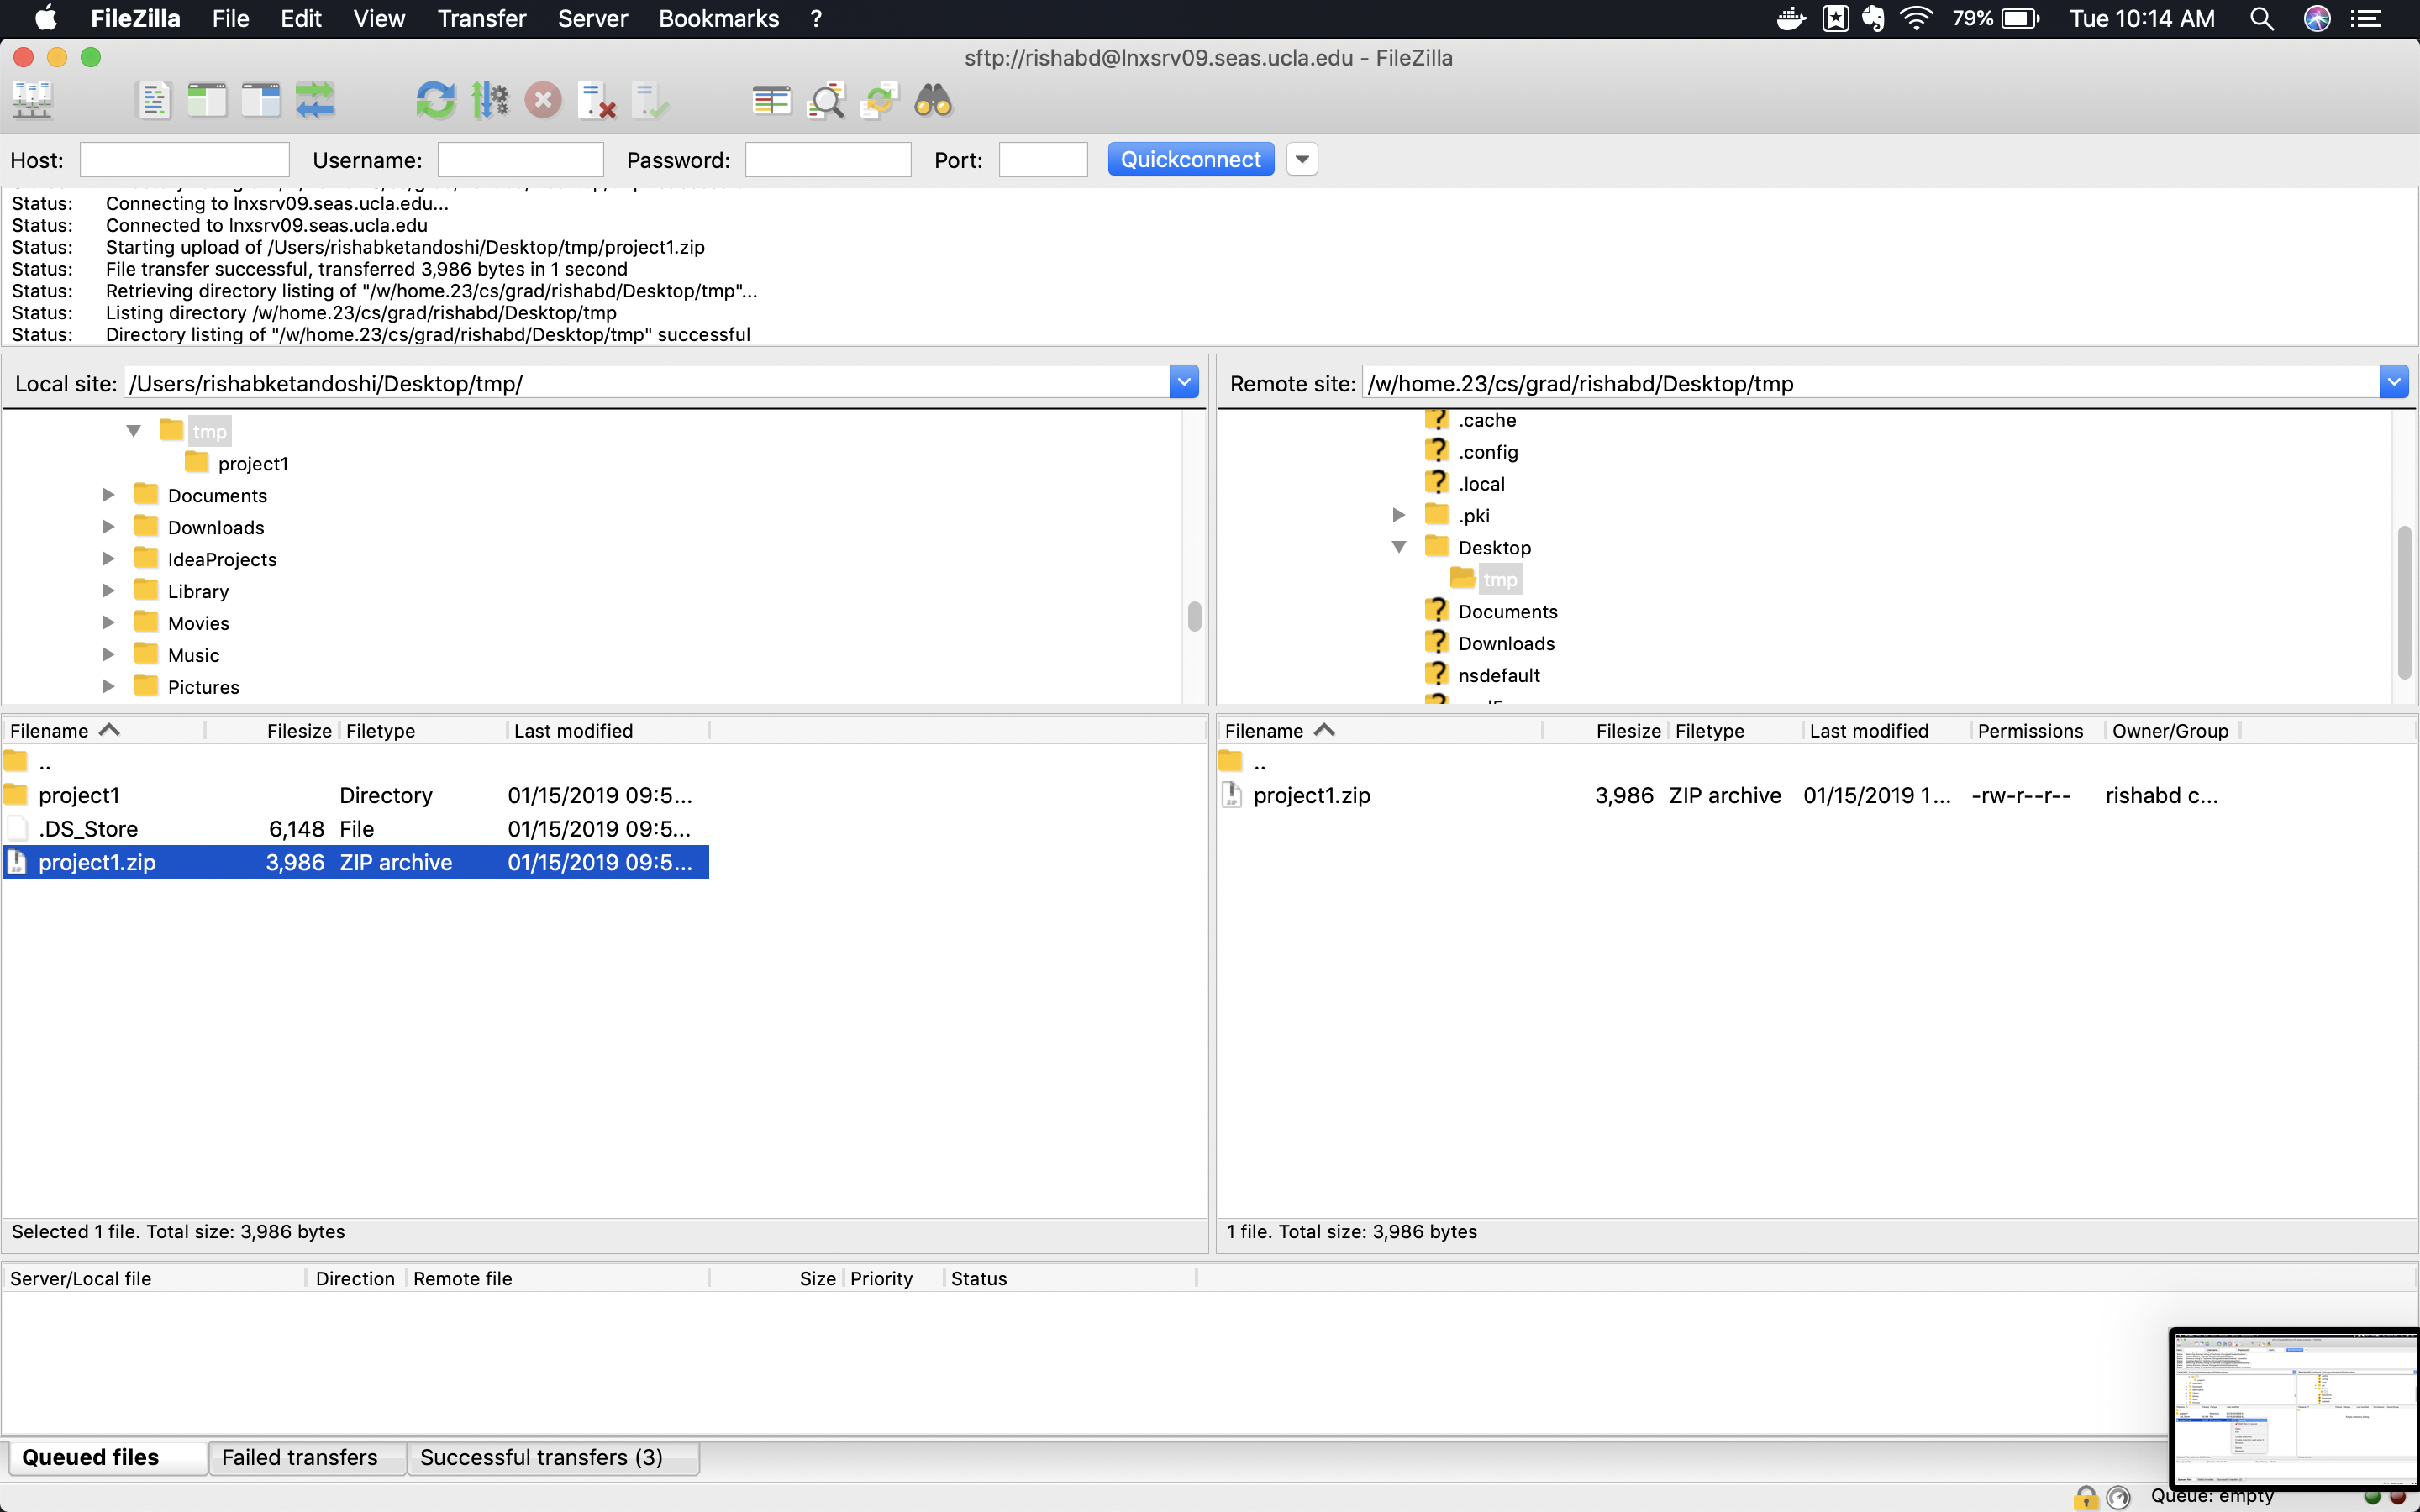 FileZilla File Edit View Transfer Server Bookmarks ? 79% Tue 10:14 AM
sftp://rishabd@lnxsrv09.seas.ucla.edu - FileZilla
Host: Username: Password: Port: Quickconnect
Status: Connecting to lnxsrv09.seas.ucla.edu...
Status: Connected to lnxsrv09.seas.ucla.edu
Status: Starting upload of /Users/rishabketandoshi/Desktop/tmp/project1.zip
Status: File transfer successful, transferred 3,986 bytes in 1 second
Status: Retrieving directory listing of "/w/home.23/cs/grad/rishabd/Desktop/tmp"...
Status: Listing directory /w/home.23/cs/grad/rishabd/Desktop/tmp
Status: Directory listing of "/w/home.23/cs/grad/rishabd/Desktop/tmp" successful
Local site: /Users/rishabketandoshi/Desktop/tmp/
tmp
project1
Documents
Downloads
IdeaProjects
Library
Movies
Music
Pictures
Remote site: /w/home.23/cs/grad/rishabd/Desktop/tmp
.cache
.config
.local
.pki
Desktop
tmp
Documents
Downloads
nsdefault
Filename Filesize Filetype Last modified
..
project1 Directory 01/15/2019 09:5...
.DS_Store 6,148 File 01/15/2019 09:5...
project1.zip 3,986 ZIP archive 01/15/2019 09:5...
Selected 1 file. Total size: 3,986 bytes
Filename Filesize Filetype Last modified Permissions Owner/Group
..
project1.zip 3,986 ZIP archive 01/15/2019 1... -rw-r--r-- rishabd c...
1 file. Total size: 3,986 bytes
Server/Local file Direction Remote file Size Priority Status
Queued files Failed transfers Successful transfers (3)
Queue: empty